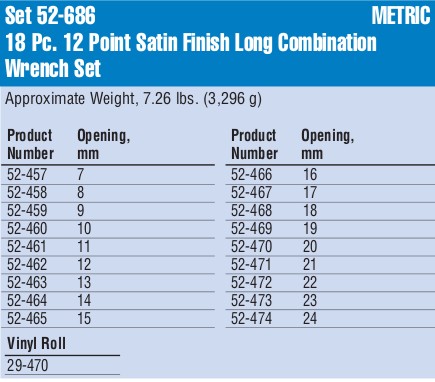 Set 52-686 METRIC
18 Pc. 12 Point Satin Finish Long Combination
Wrench Set
Approximate Weight, 7.26 lbs. (3,296 g)
Product Opening, Product Opening,
Number mm Number mm
52-457 7 52-466 16
52-458 8 52-467 17
52-459 9 52-468 18
52-460 10 52-469 19
52-461 11 52-470 20
52-462 12 52-471 21
52-463 13 52-472 22
52-464 14 52-473 23
52-465 15 52-474 24
Vinyl Roll
29-470